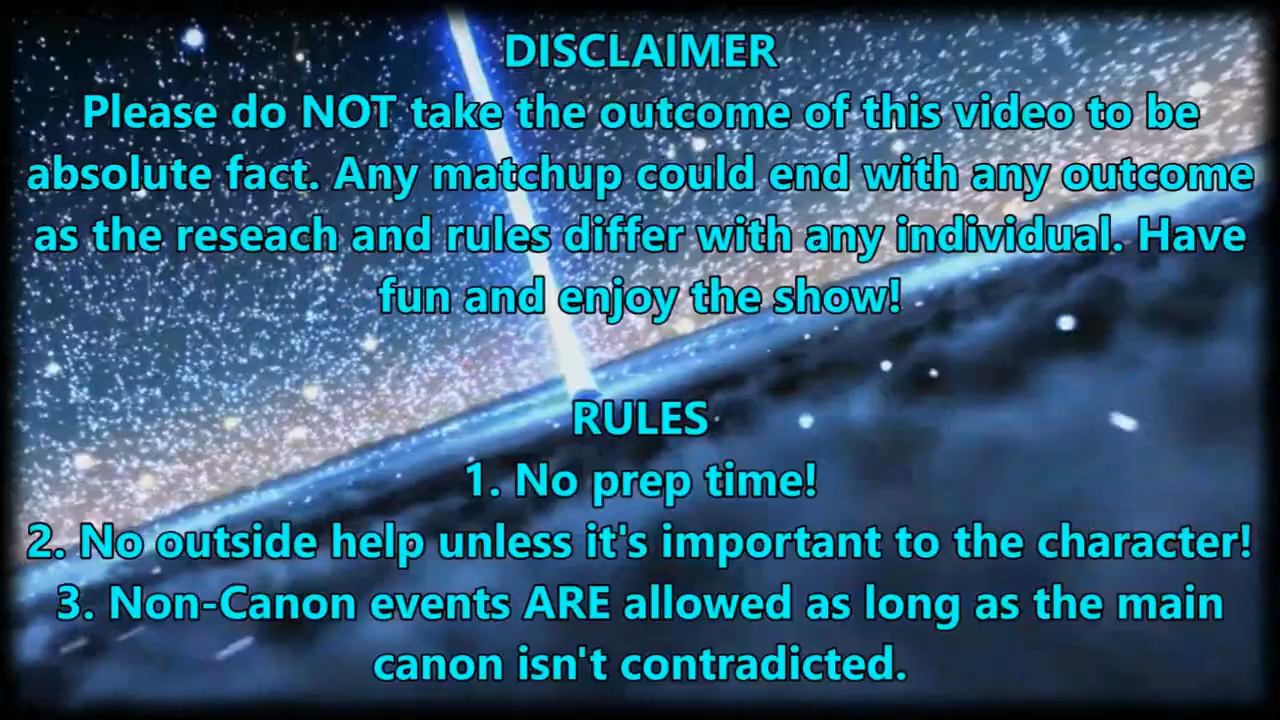 DISCLAIMER
Please do NOT take the outcome of this video to be
absolute fact. Any matchup could end with any outcome
as the reseach and rules differ with any individual. Have
fun and enjoy the show!
RULES
1. No prep time!
2. No outside help unless it's important to the character!
3. Non-Canon events ARE allowed as long as the main
canon isn't contradicted.